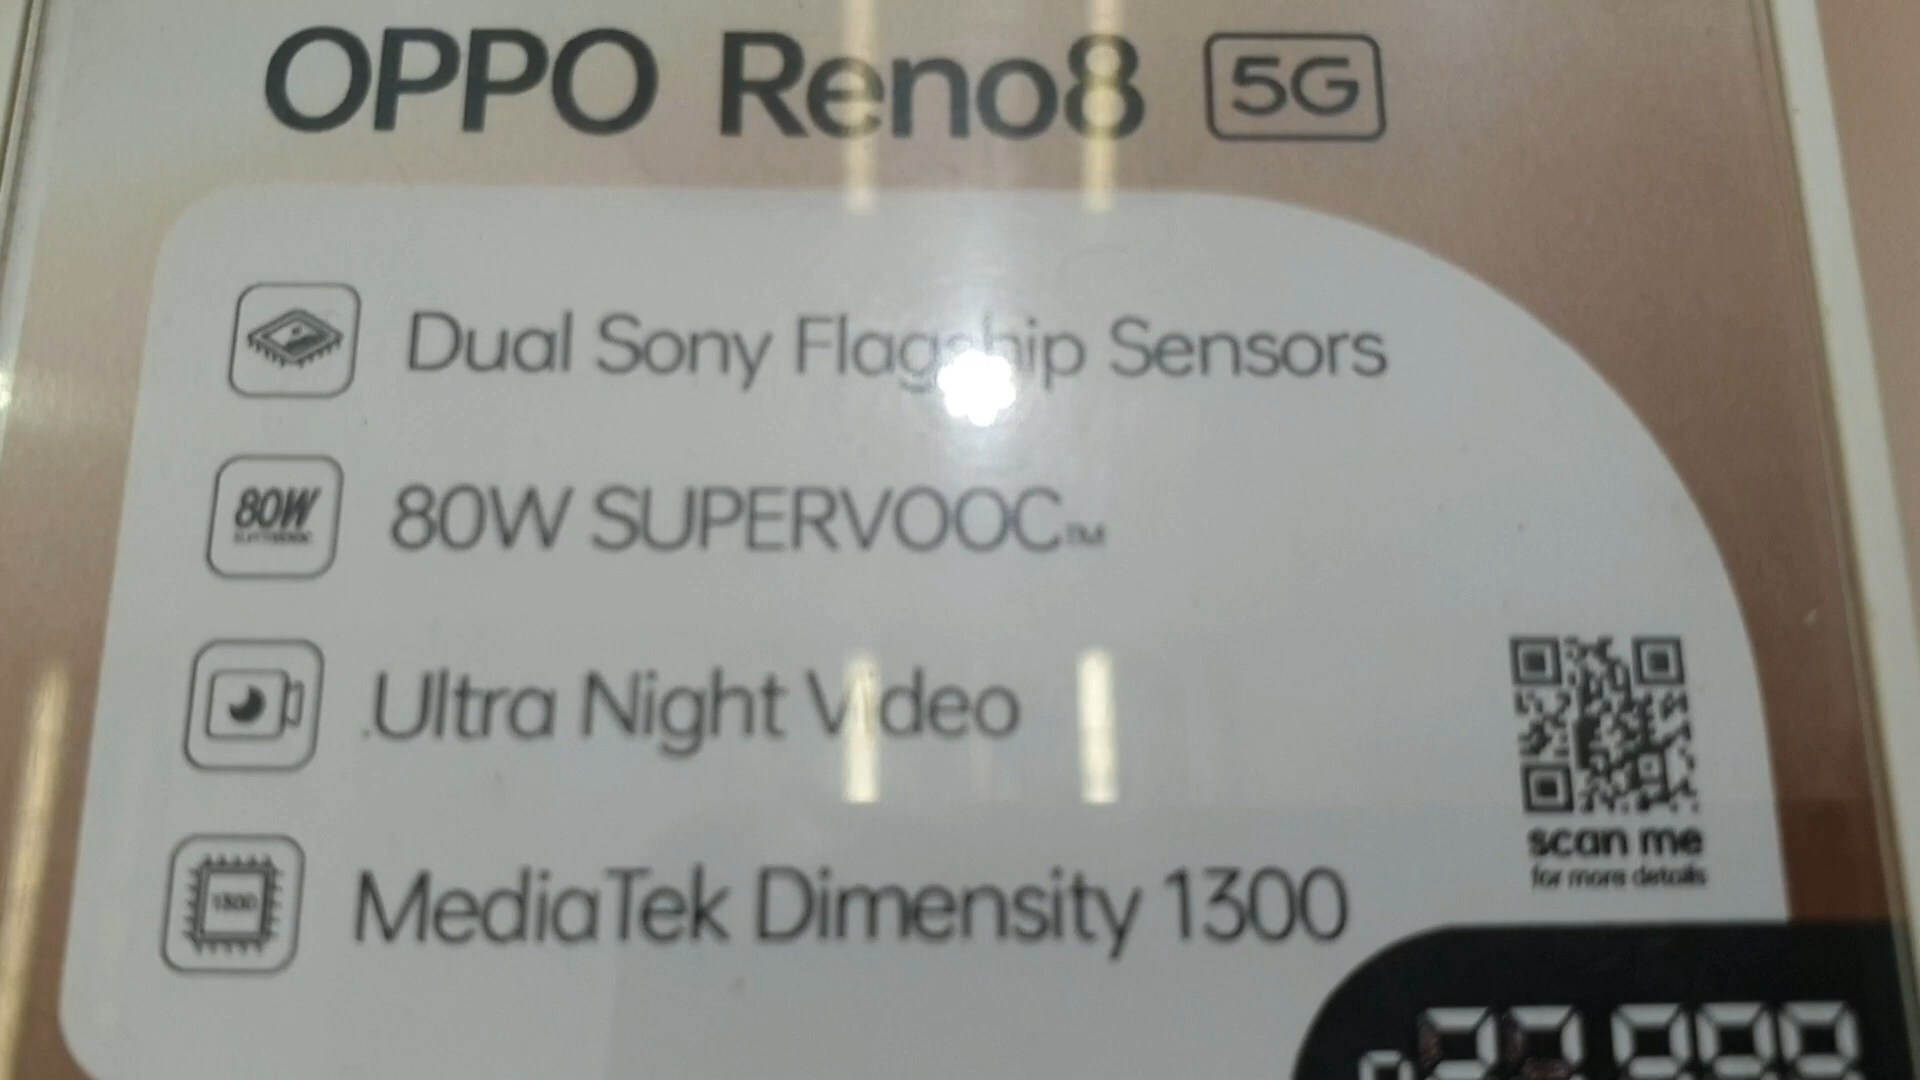 OPPO Reno8 5G
Dual Sony Flagship Sensors
80W
80W SUPERVOOC™
Ultra Night Video
1300
MediaTek Dimensity 1300
scan me
for more details